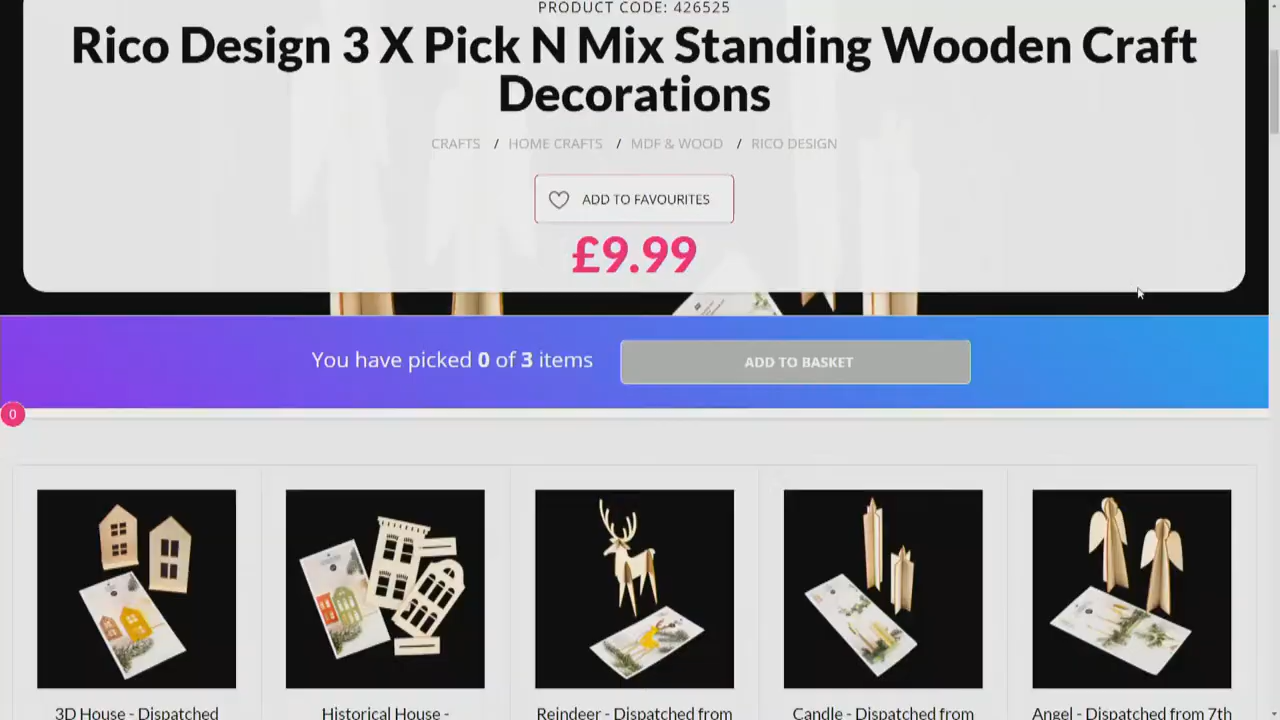 PRODUCT CODE: 426525
Rico Design 3 X Pick N Mix Standing Wooden Craft
Decorations
CRAFTS / HOME CRAFTS / MDF & WOOD / RICO DESIGN
ADD TO FAVOURITES
£9.99
You have picked 0 of 3 items
ADD TO BASKET
0
3D House - Dispatched
Historical House -
Reindeer - Dispatched from
Candle - Dispatched from
Angel - Dispatched from 7th